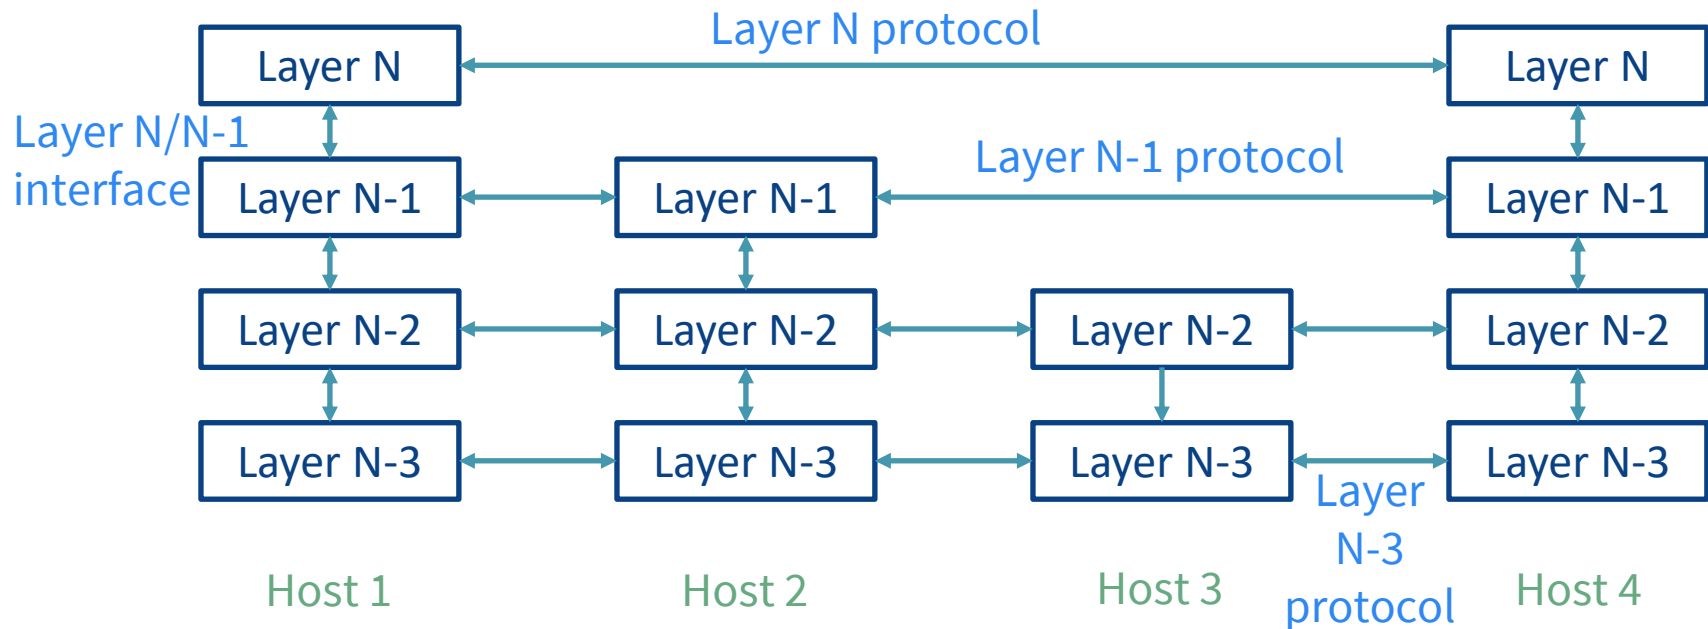 Layer N protocol
Layer N
Layer N
Layer N/N-1
interface
Layer N-1 protocol
Layer N-1
Layer N-1
Layer N-1
Layer N-2
Layer N-2
Layer N-2
Layer N-2
Layer N-3
Layer N-3
Layer N-3
Layer N-3
Layer
N-3
protocol
Host 1
Host 2
Host 3
Host 4